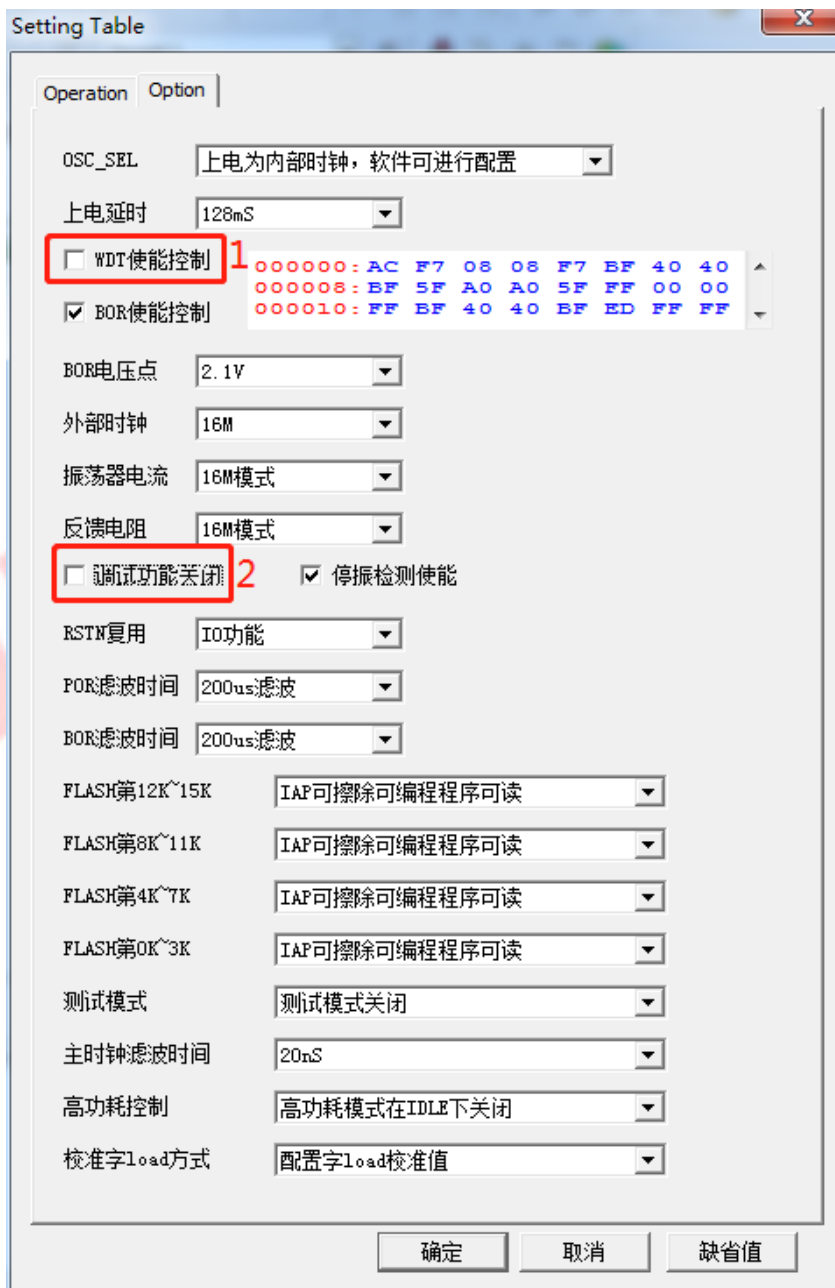 Setting Table
Operation Option
OSC_SEL 上电为内部时钟，软件可进行配置
上电延时 128mS
WDT使能控制 1
000000:AC F7 08 08 F7 BF 40 40
000008:BF 5F A0 A0 5F FF 00 00
000010:FF BF 40 40 BF ED FF FF
BOR使能控制
BOR电压点 2.1V
外部时钟 16M
振荡器电流 16M模式
反馈电阻 16M模式
调试功能关闭 2 停振检测使能
RSTN复用 IO功能
POR滤波时间 200us滤波
BOR滤波时间 200us滤波
FLASH第12K~15K IAP可擦除可编程程序可读
FLASH第8K~11K IAP可擦除可编程程序可读
FLASH第4K~7K IAP可擦除可编程程序可读
FLASH第0K~3K IAP可擦除可编程程序可读
测试模式 测试模式关闭
主时钟滤波时间 20nS
高功耗控制 高功耗模式在IDLE下关闭
校准字load方式 配置字load校准值
确定 取消 缺省值